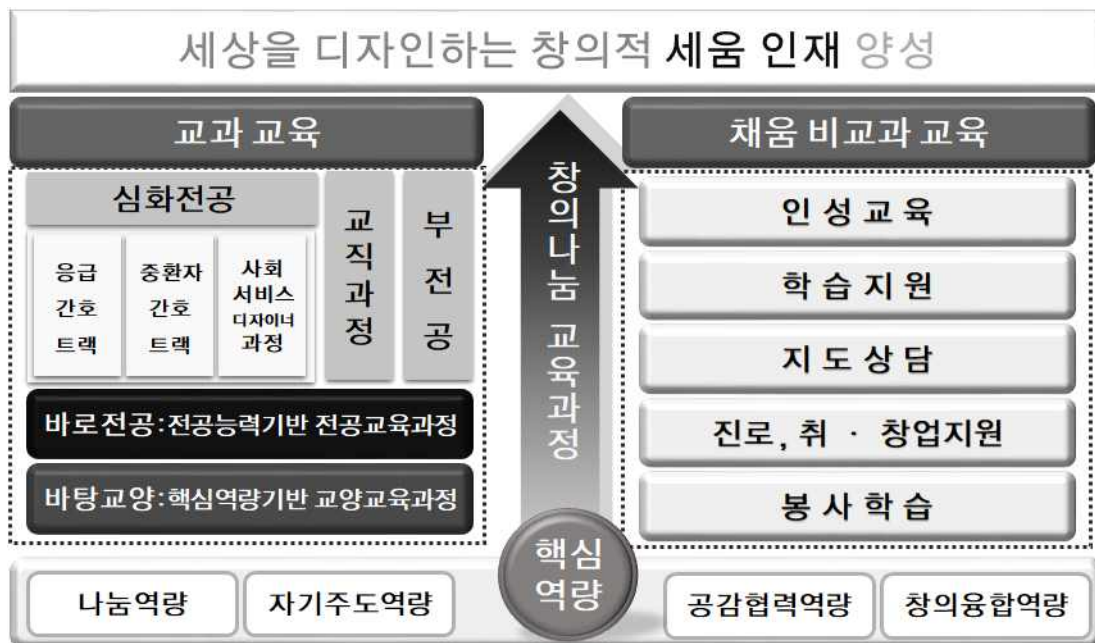 세상을 디자인하는 창의적 세움 인재 양성
교과 교육
심화전공
응급
간호
트랙
중환자
간호
트랙
사회
서비스
디자이너
과정
교직과정
부전공
바로전공:전공능력기반 전공교육과정
바탕교양:핵심역량기반 교양교육과정
창의나눔 교육과정
채움 비교과 교육
인 성 교 육
학 습 지 원
지 도 상 담
진로, 취 · 창업지원
봉 사 학 습
핵심
역량
나눔역량
자기주도역량
공감협력역량
창의융합역량